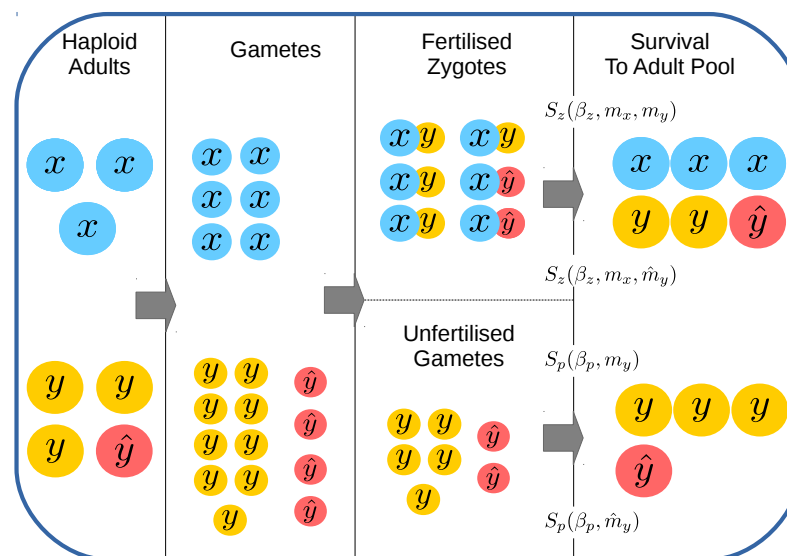 Haploid
Adults
Gametes
Fertilised
Zygotes
Survival
To Adult Pool
x x
x
y y
y ŷ
x x
x x
x x
y y
y y
y y
y y
y
ŷ
ŷ
ŷ
ŷ
x y x y
x y x ŷ
x y x ŷ
Unfertilised
Gametes
y y
y y
y
ŷ
ŷ
S_z(β_z, m_x, m_y)
x x x
y y ŷ
S_z(β_z, m_x, m̂_y)
S_p(β_p, m_y)
y y y
ŷ
S_p(β_p, m̂_y)